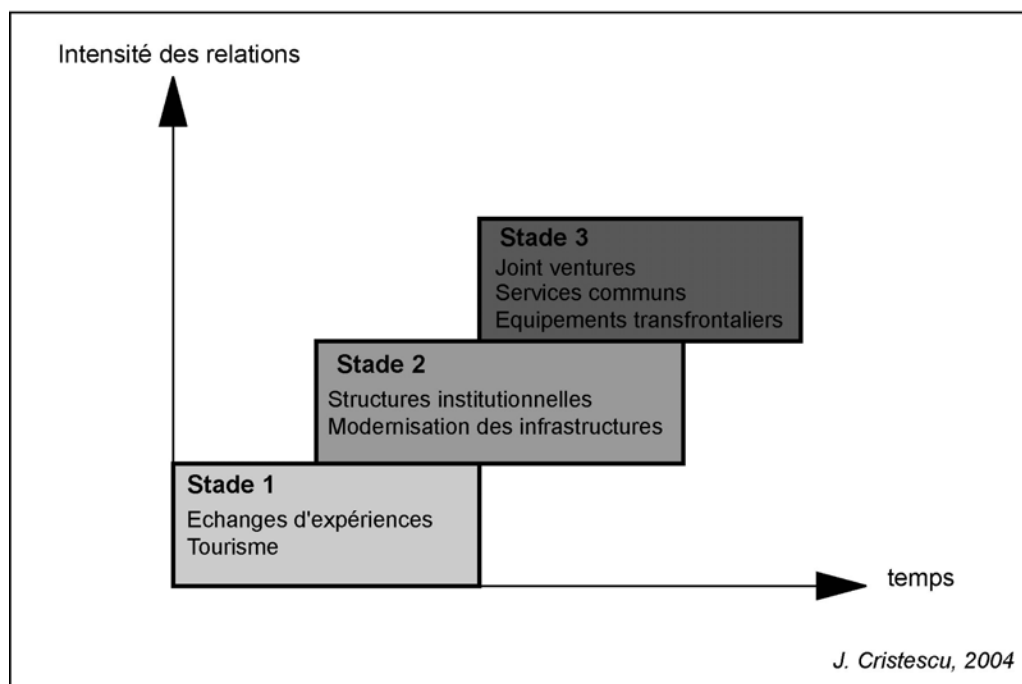 Intensité des relations
Stade 3
Joint ventures
Services communs
Equipements transfrontaliers
Stade 2
Structures institutionnelles
Modernisation des infrastructures
Stade 1
Echanges d'expériences
Tourisme
temps
J. Cristescu, 2004